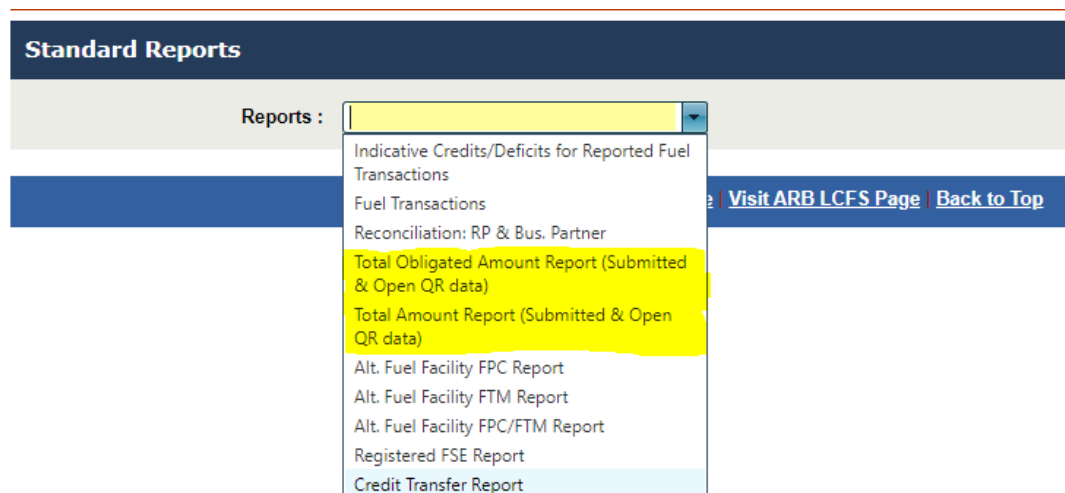 Standard Reports
Reports :
Indicative Credits/Deficits for Reported Fuel
Transactions
Fuel Transactions
| Visit ARB LCFS Page | Back to Top
Reconciliation: RP & Bus. Partner
Total Obligated Amount Report (Submitted
& Open QR data)
Total Amount Report (Submitted & Open
QR data)
Alt. Fuel Facility FPC Report
Alt. Fuel Facility FTM Report
Alt. Fuel Facility FPC/FTM Report
Registered FSE Report
Credit Transfer Report